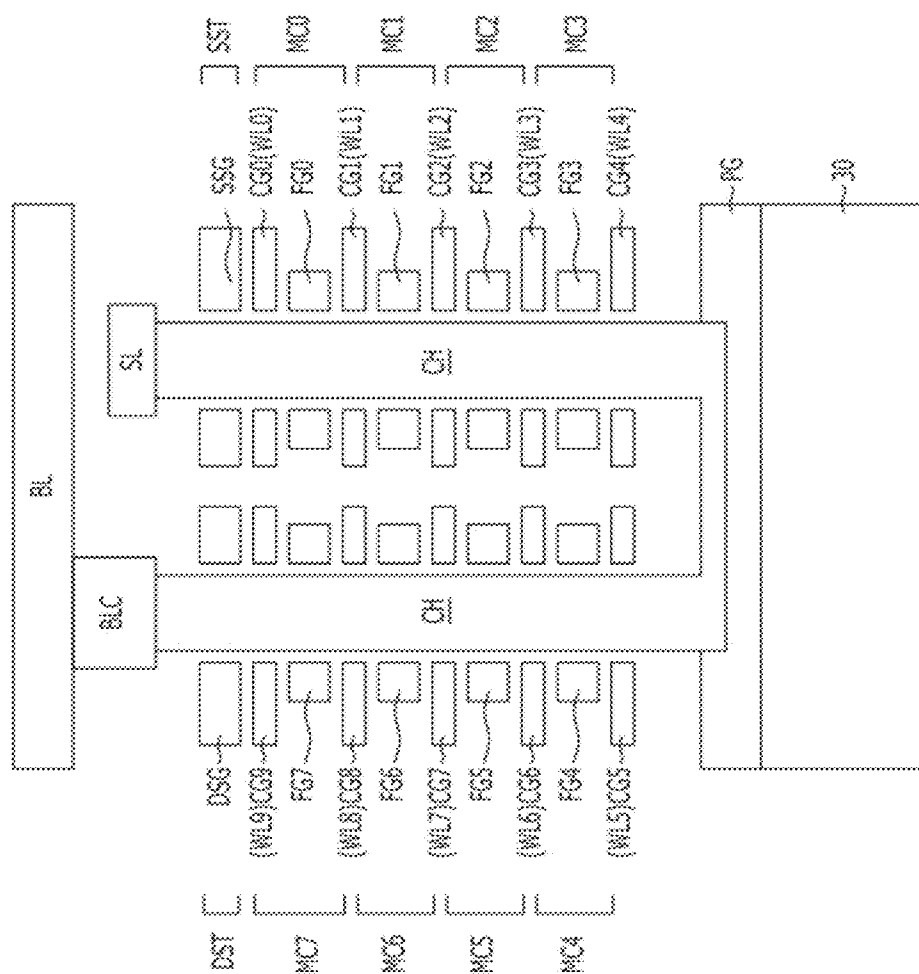 BL
BLC
SL
CH
CH
SSG
CG0(WL0)
FG0
CG1(WL1)
FG1
CG2(WL2)
FG2
CG3(WL3)
FG3
CG4(WL4)
SST
MC0
MC1
MC2
MC3
PG
30
DSG
(WL9)CG9
FG7
(WL8)CG8
FG6
(WL7)CG7
FG5
(WL6)CG6
FG4
(WL5)CG5
DST
MC7
MC6
MC5
MC4